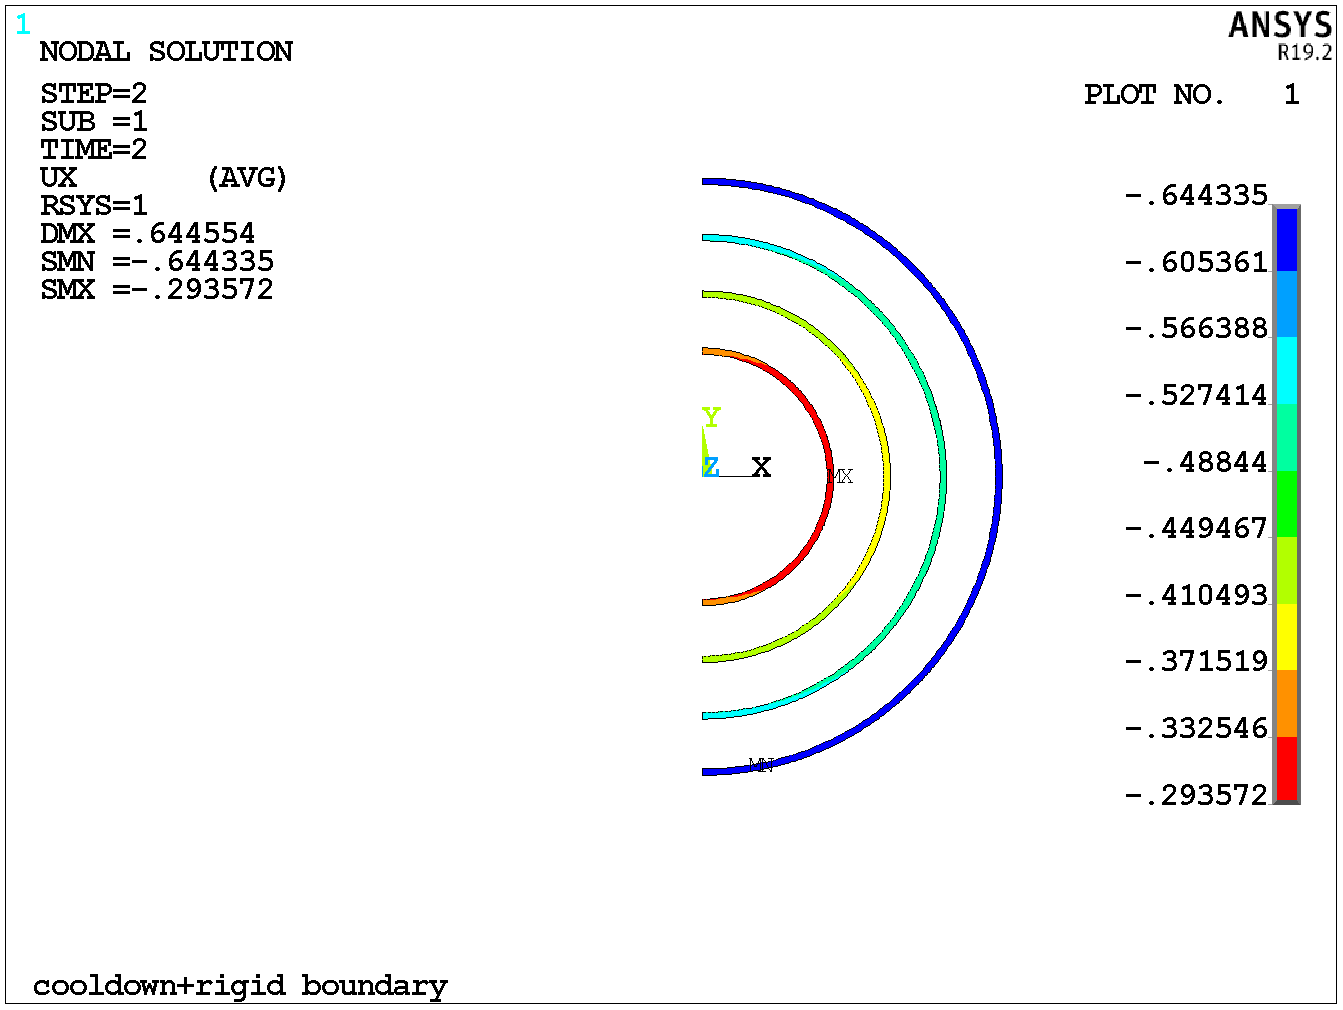 1
NODAL SOLUTION
STEP=2
SUB =1
TIME=2
UX (AVG)
RSYS=1
DMX =.644554
SMN =-.644335
SMX =-.293572
ANSYS
R19.2
PLOT NO. 1
-.644335
-.605361
-.566388
-.527414
-.48844
-.449467
-.410493
-.371519
-.332546
-.293572
Y
Z X
MX
MN
cooldown+rigid boundary